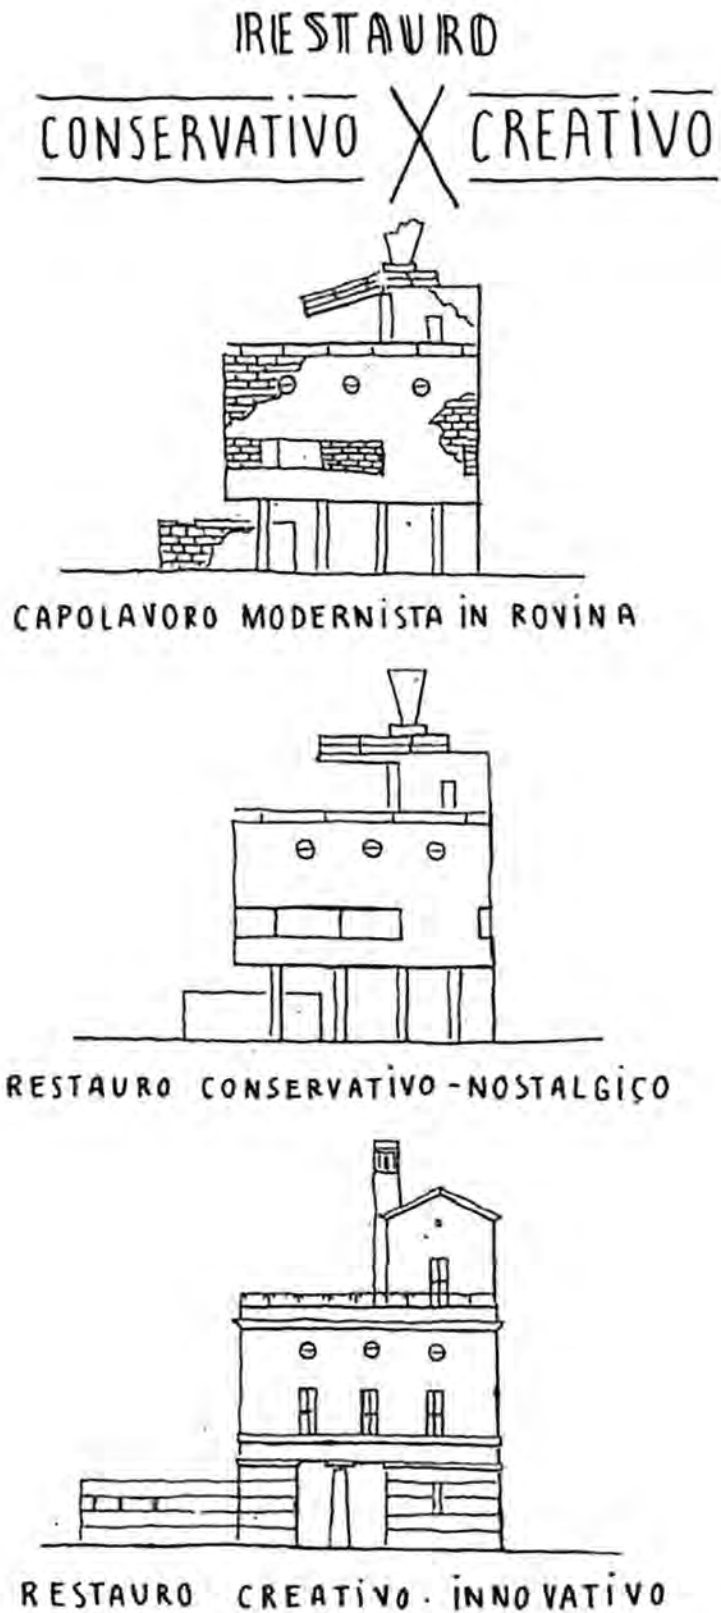 RESTAURO
CONSERVATIVO X CREATIVO
CAPOLAVORO MODERNISTA IN ROVINA
RESTAURO CONSERVATIVO-NOSTALGIÇO
RESTAURO CREATIVO. INNOVATIVO